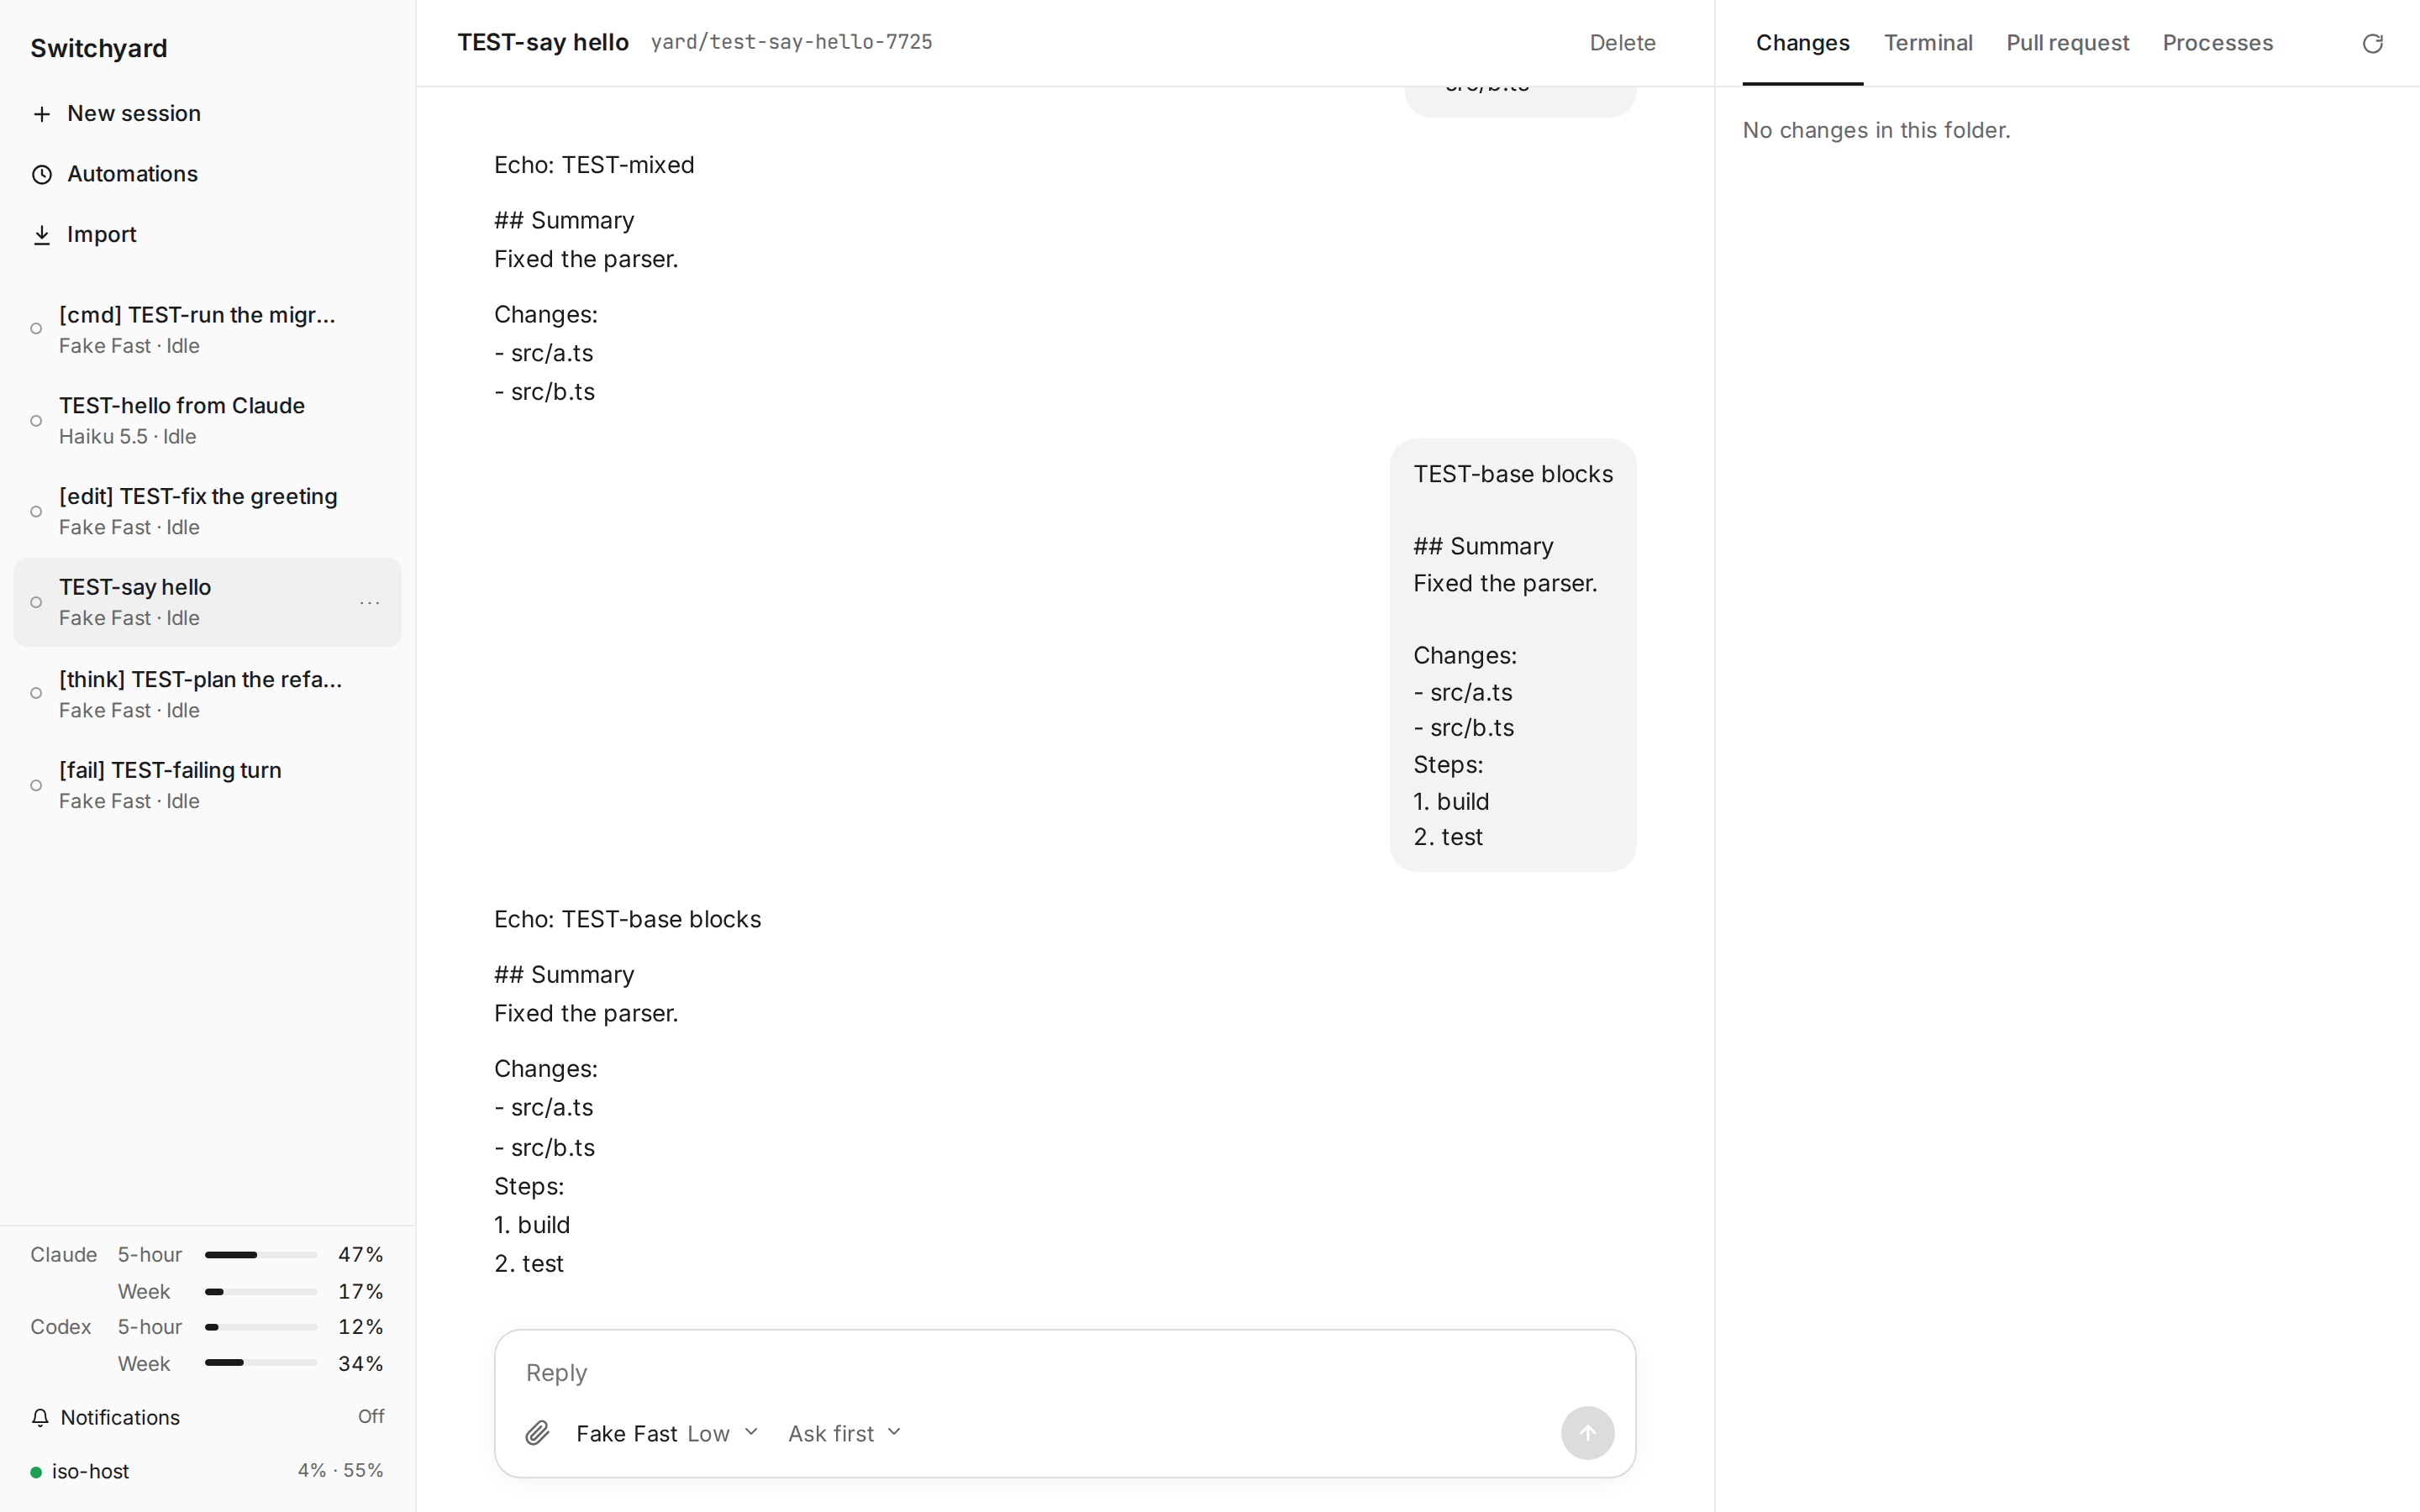 Switchyard
New session
Automations
Import
[cmd] TEST-run the migr...
Fake Fast · Idle
TEST-hello from Claude
Haiku 5.5 · Idle
[edit] TEST-fix the greeting
Fake Fast · Idle
TEST-say hello
Fake Fast · Idle
...
[think] TEST-plan the refa...
Fake Fast · Idle
[fail] TEST-failing turn
Fake Fast · Idle
Claude 5-hour 47%
Week 17%
Codex 5-hour 12%
Week 34%
Notifications Off
iso-host 4% · 55%
TEST-say hello yard/test-say-hello-7725 Delete
src/b.ts
Echo: TEST-mixed
## Summary
Fixed the parser.
Changes:
- src/a.ts
- src/b.ts
TEST-base blocks
## Summary
Fixed the parser.
Changes:
- src/a.ts
- src/b.ts
Steps:
1. build
2. test
Echo: TEST-base blocks
## Summary
Fixed the parser.
Changes:
- src/a.ts
- src/b.ts
Steps:
1. build
2. test
Reply
Fake Fast Low Ask first
Changes Terminal Pull request Processes
No changes in this folder.